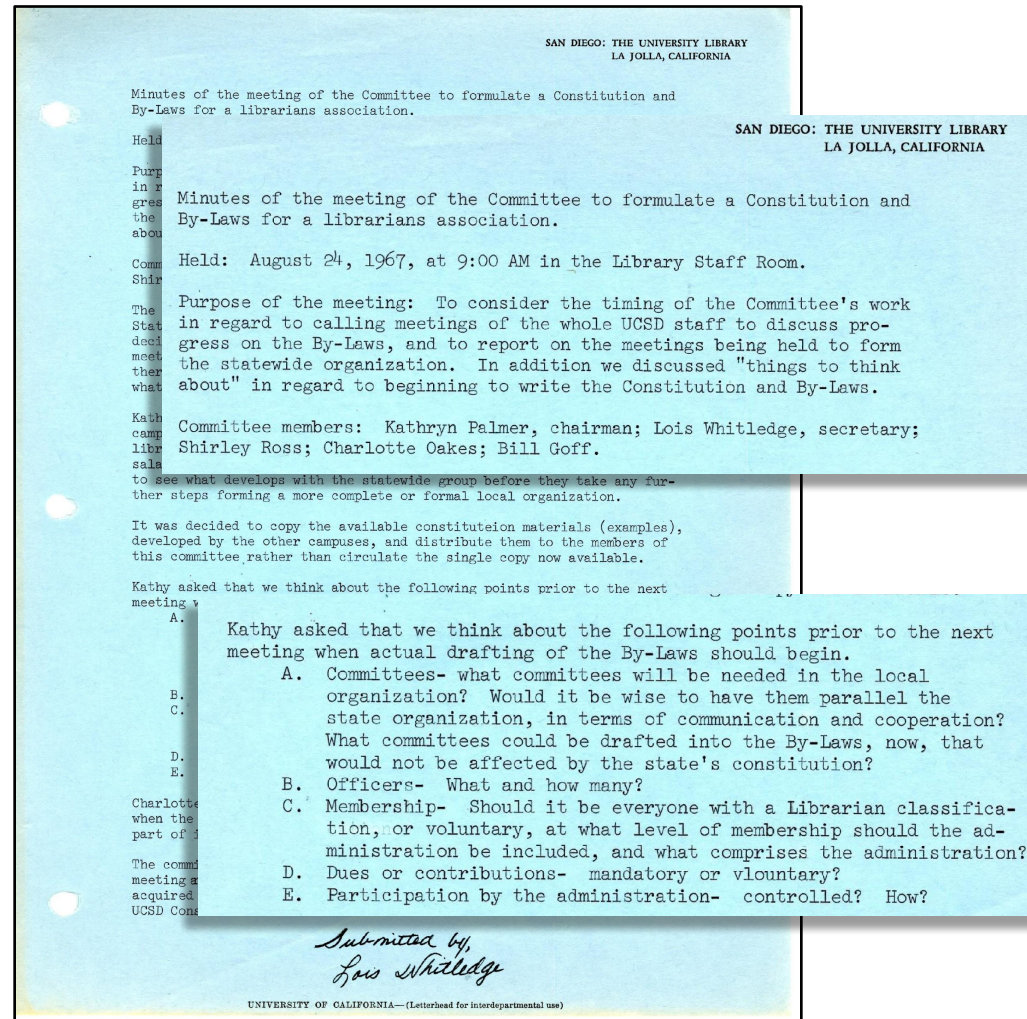 SAN DIEGO: THE UNIVERSITY LIBRARY
LA JOLLA, CALIFORNIA
Minutes of the meeting of the Committee to formulate a Constitution and
By-Laws for a librarians association.
Held
SAN DIEGO: THE UNIVERSITY LIBRARY
LA JOLLA, CALIFORNIA
Minutes of the meeting of the Committee to formulate a Constitution and
By-Laws for a librarians association.
Held: August 24, 1967, at 9:00 AM in the Library Staff Room.
Purpose of the meeting: To consider the timing of the Committee's work
in regard to calling meetings of the whole UCSD staff to discuss pro-
gress on the By-Laws, and to report on the meetings being held to form
the statewide organization. In addition we discussed "things to think
about" in regard to beginning to write the Constitution and By-Laws.
Committee members: Kathryn Palmer, chairman; Lois Whitledge, secretary;
Shirley Ross; Charlotte Oakes; Bill Goff.
to see what develops with the statewide group before they take any fur-
ther steps forming a more complete or formal local organization.
It was decided to copy the available constituteion materials (examples),
developed by the other campuses, and distribute them to the members of
this committee rather than circulate the single copy now available.
Kathy asked that we think about the following points prior to the next
meeting
A.
B.
C.
D.
E.
Kathy asked that we think about the following points prior to the next
meeting when actual drafting of the By-Laws should begin.
A. Committees- what committees will be needed in the local
organization? Would it be wise to have them parallel the
state organization, in terms of communication and cooperation?
What committees could be drafted into the By-Laws, now, that
would not be affected by the state's constitution?
B. Officers- What and how many?
C. Membership- Should it be everyone with a Librarian classifica-
tion, or voluntary, at what level of membership should the ad-
ministration be included, and what comprises the administration?
D. Dues or contributions- mandatory or vlountary?
E. Participation by the administration- controlled? How?
Charlotte
when the
part of
The
meeting
acquired
UCSD
Submitted by,
Lois Whitledge
UNIVERSITY OF CALIFORNIA—(Letterhead for interdepartmental use)